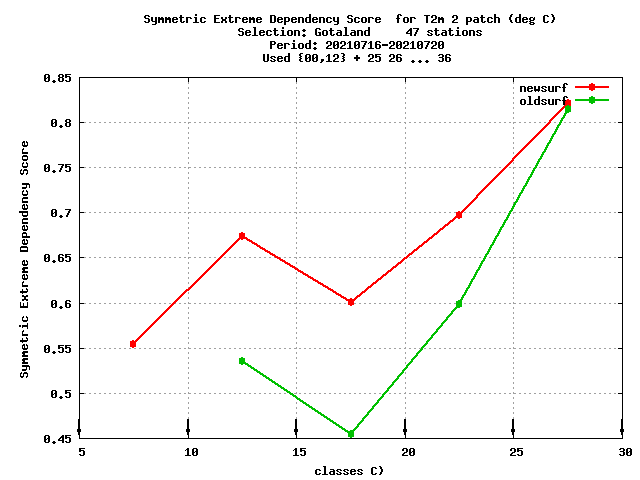 Symmetric Extreme Dependency Score for T2m 2 patch (deg C)
Selection: Gotaland 47 stations
Period: 20210716-20210720
Used {00,12} + 25 26 ... 36
newsurf
oldsurf
Symmetric Extreme Dependency Score
0.85
0.8
0.75
0.7
0.65
0.6
0.55
0.5
0.45
5 10 15 20 25 30
classes C)